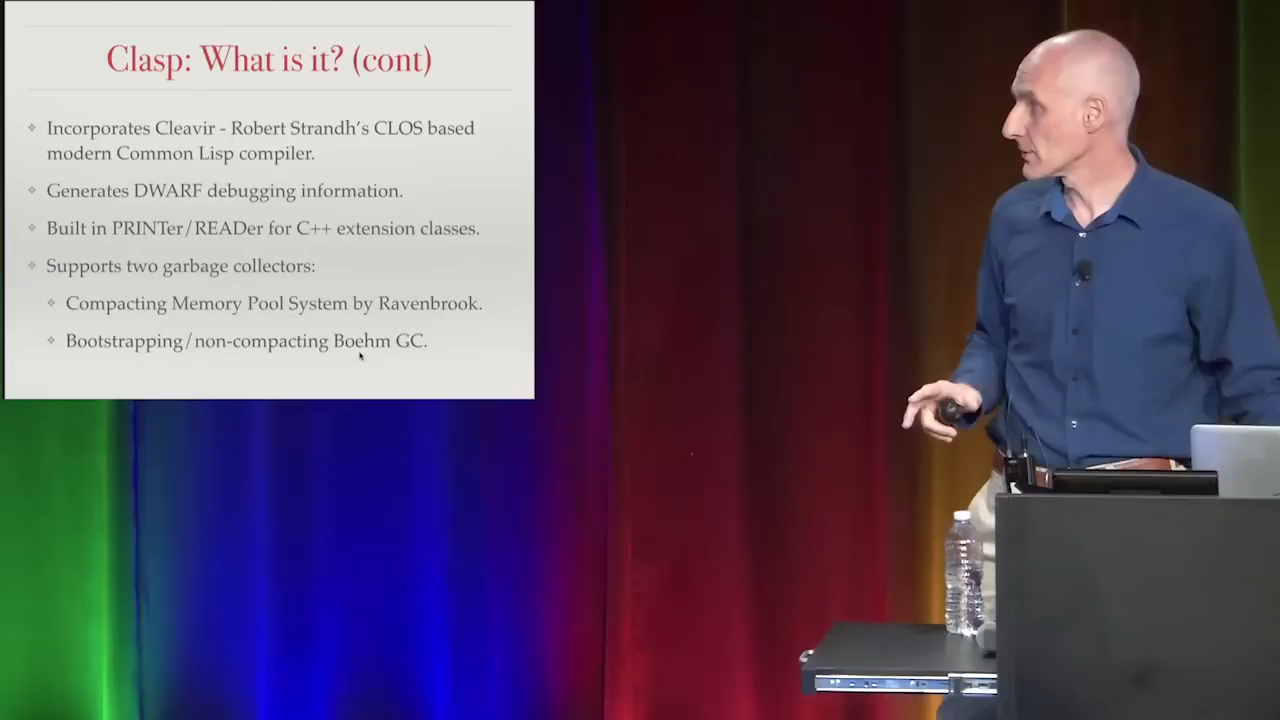 Clasp: What is it? (cont)
Incorporates Cleavir - Robert Strandh's CLOS based
modern Common Lisp compiler.
Generates DWARF debugging information.
Built in PRINTer/READer for C++ extension classes.
Supports two garbage collectors:
Compacting Memory Pool System by Ravenbrook.
Bootstrapping/non-compacting Boehm GC.